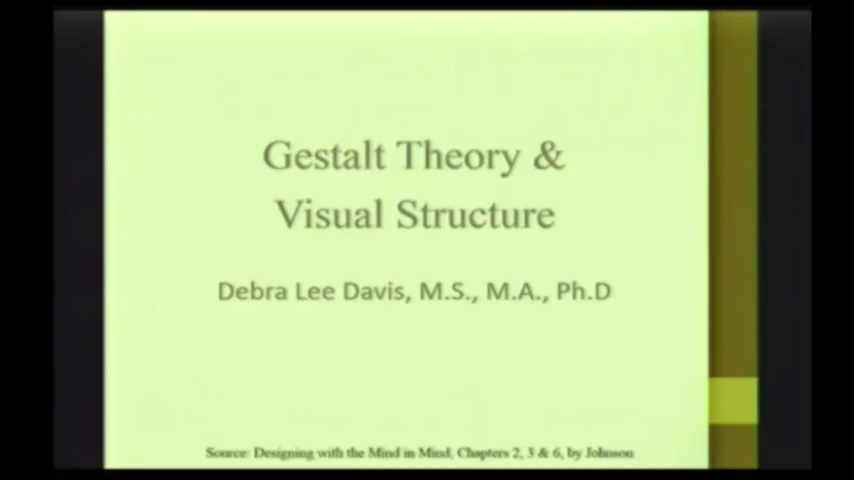 Gestalt Theory &
Visual Structure
Debra Lee Davis, M.S., M.A., Ph.D
Source: Designing with the Mind in Mind, Chapters 2, 3 & 6, by Johnson